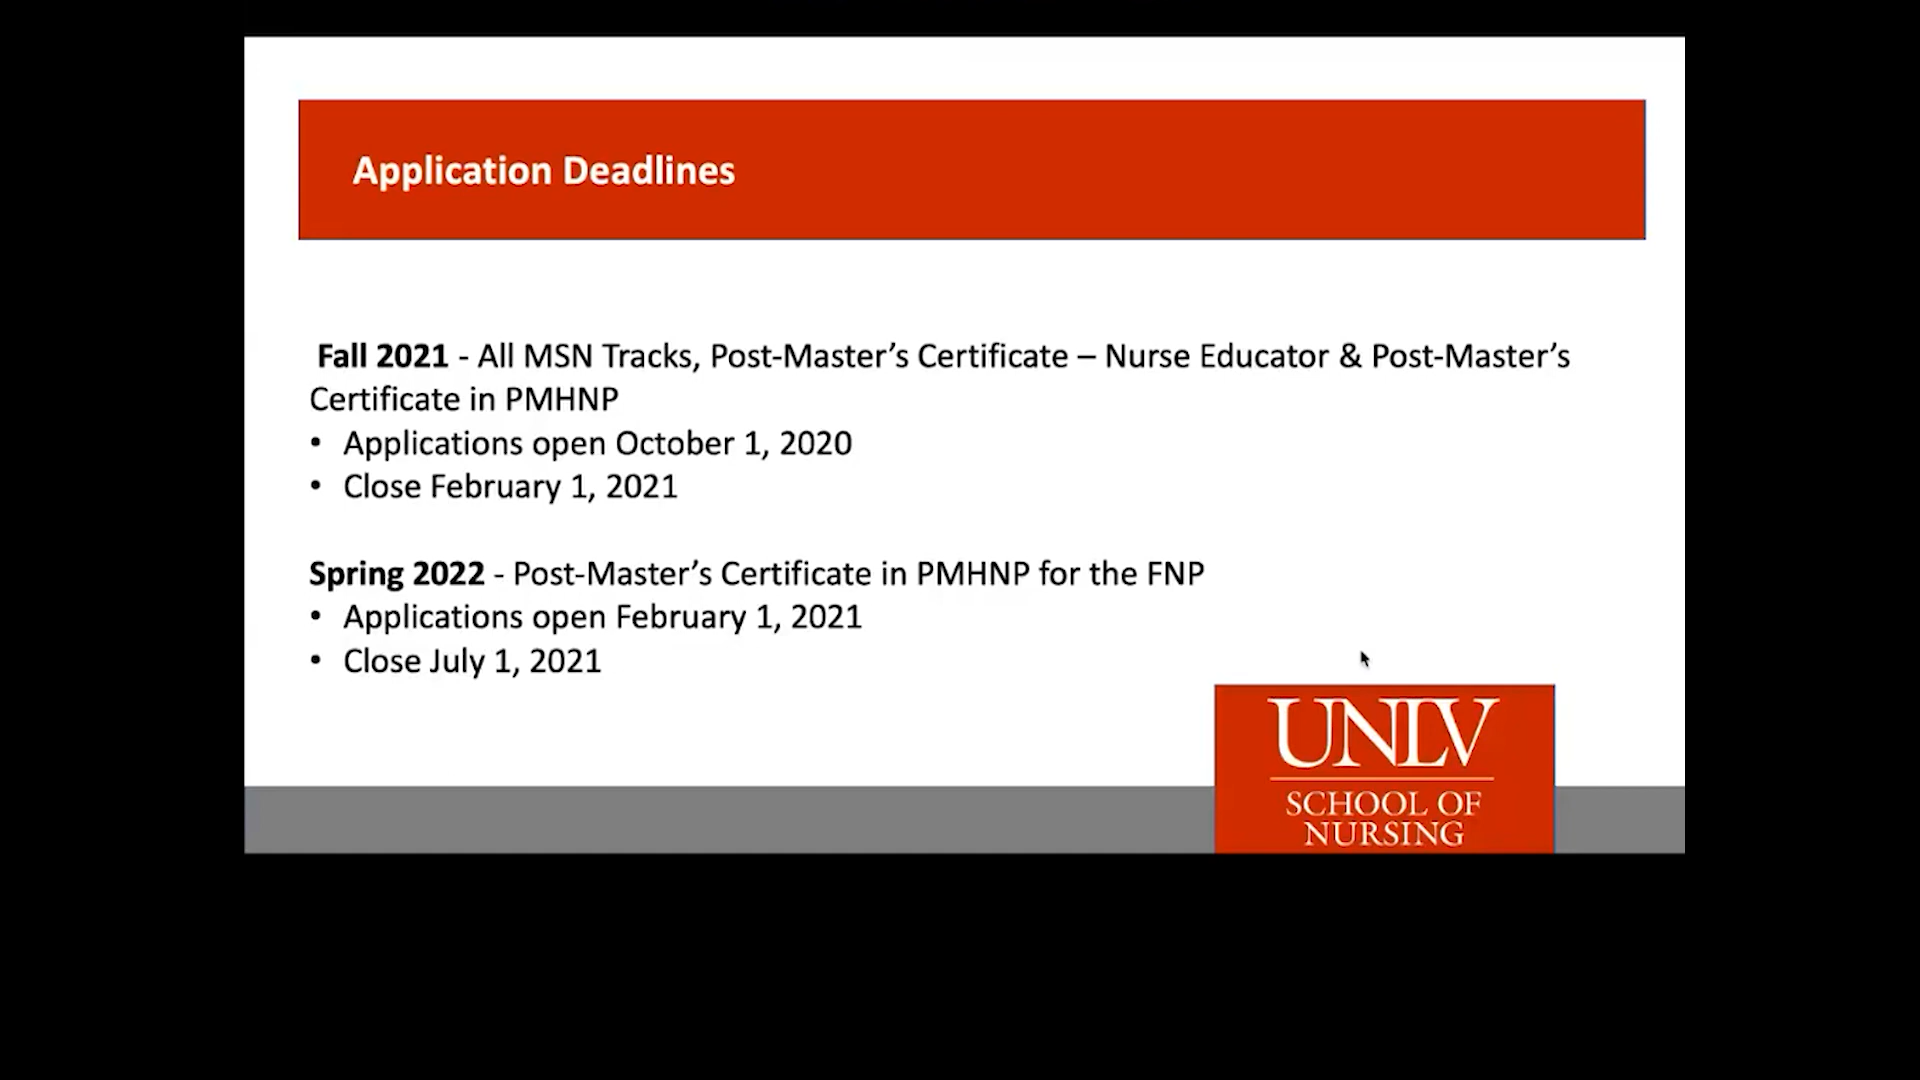 Application Deadlines
Fall 2021 - All MSN Tracks, Post-Master’s Certificate – Nurse Educator & Post-Master’s
Certificate in PMHNP
• Applications open October 1, 2020
• Close February 1, 2021
Spring 2022 - Post-Master’s Certificate in PMHNP for the FNP
• Applications open February 1, 2021
• Close July 1, 2021
UNLV
SCHOOL OF
NURSING